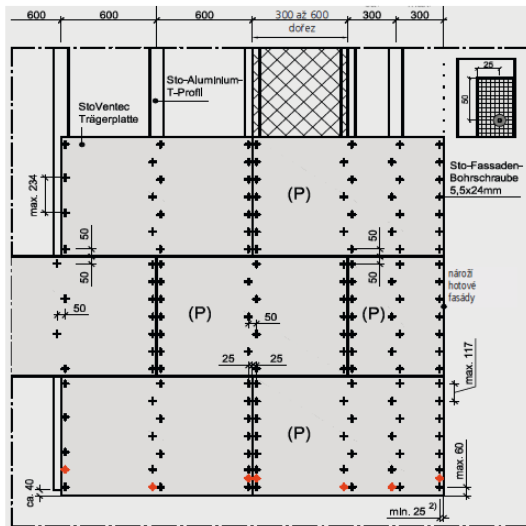 600
600
600
300 až 600
dořez
300
300
Sto-Aluminium-
T-Profil
StoVentec
Trägerplatte
25
50
Sto-Fassaden-
Bohrschraube
5,5x24mm
max. 234
(P)
50
50
nároží
hotové
fasády
50
(P)
50
(P)
25
25
max. 117
(P)
ca. 40
max. 60
min. 25 2)